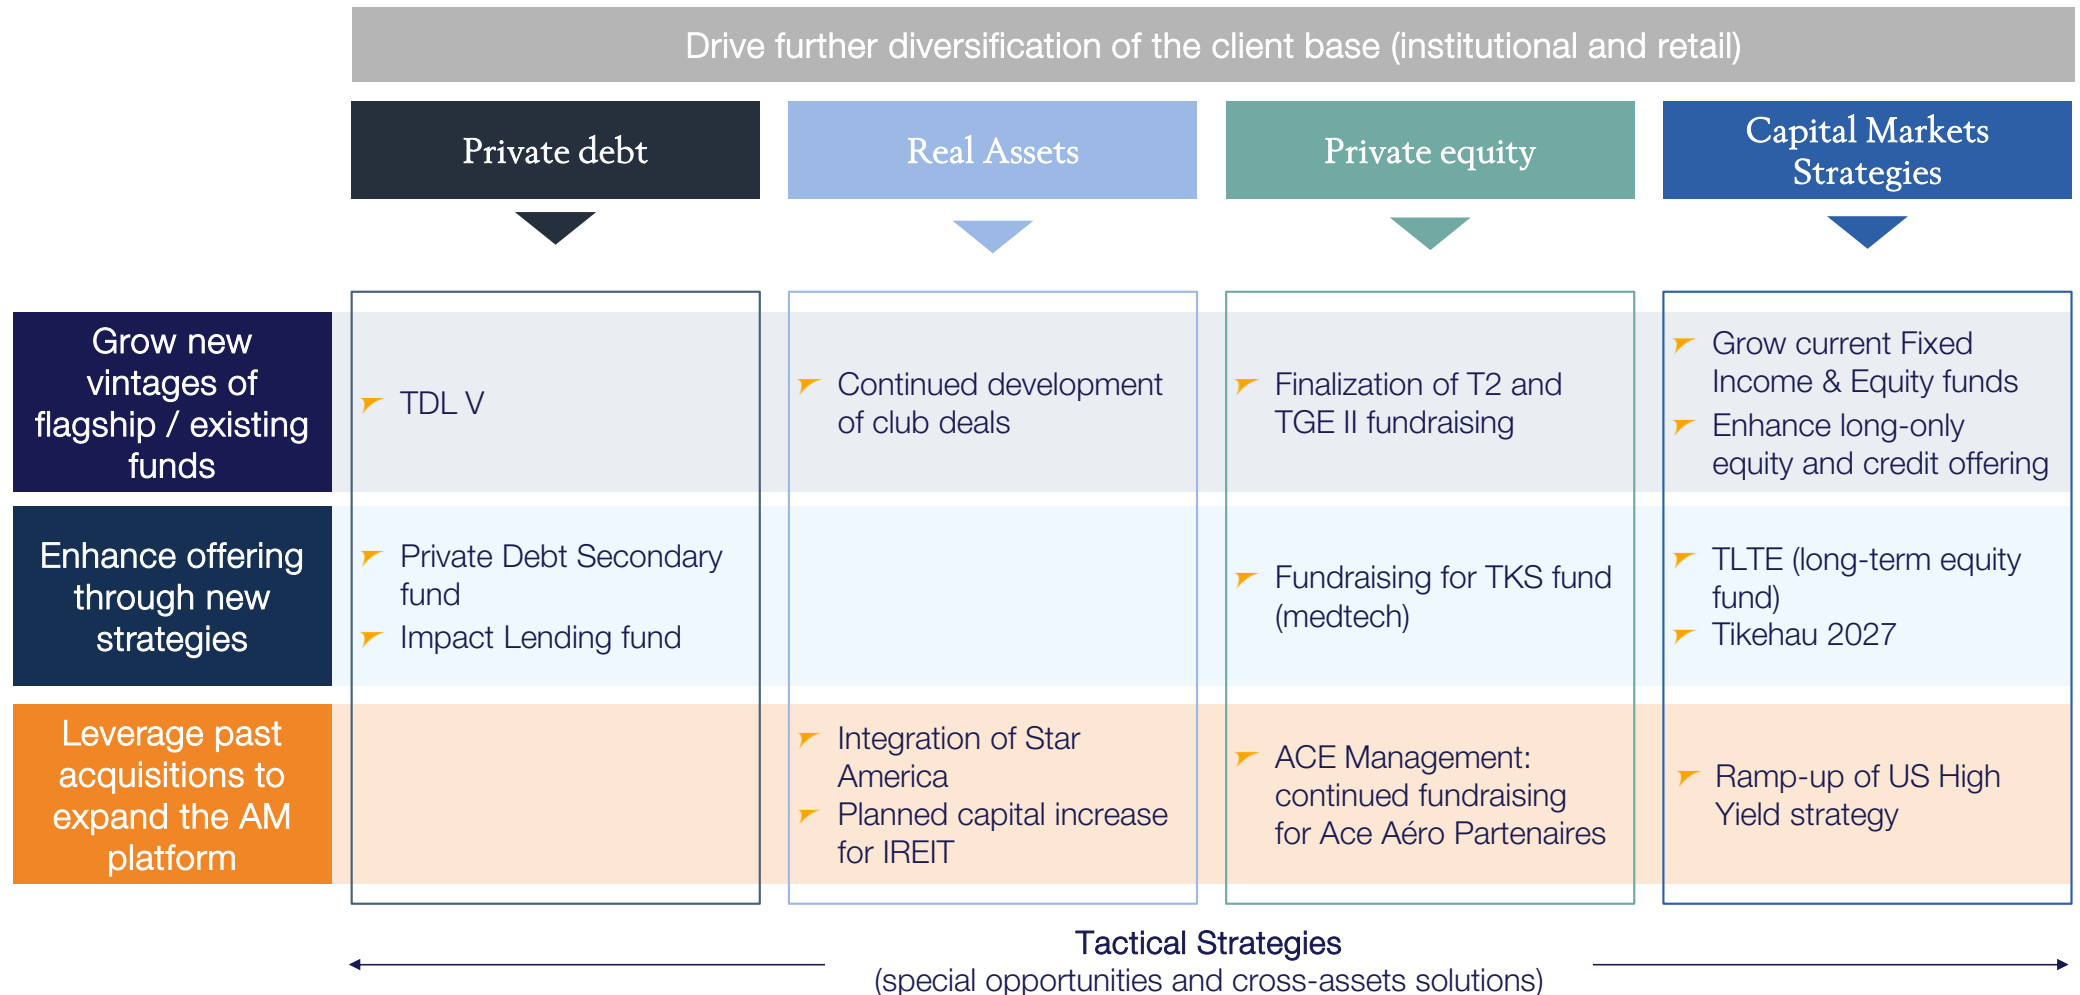 Drive further diversification of the client base (institutional and retail)
Private debt
Real Assets
Private equity
Capital Markets
Strategies
Grow new
vintages of
flagship / existing
funds
TDL V
Continued development
of club deals
Finalization of T2 and
TGE II fundraising
Grow current Fixed
Income & Equity funds
Enhance long-only
equity and credit offering
Enhance offering
through new
strategies
Private Debt Secondary
fund
Impact Lending fund
Fundraising for TKS fund
(medtech)
TLTE (long-term equity
fund)
Tikehau 2027
Leverage past
acquisitions to
expand the AM
platform
Integration of Star
America
Planned capital increase
for IREIT
ACE Management:
continued fundraising
for Ace Aéro Partenaires
Ramp-up of US High
Yield strategy
Tactical Strategies
(special opportunities and cross-assets solutions)